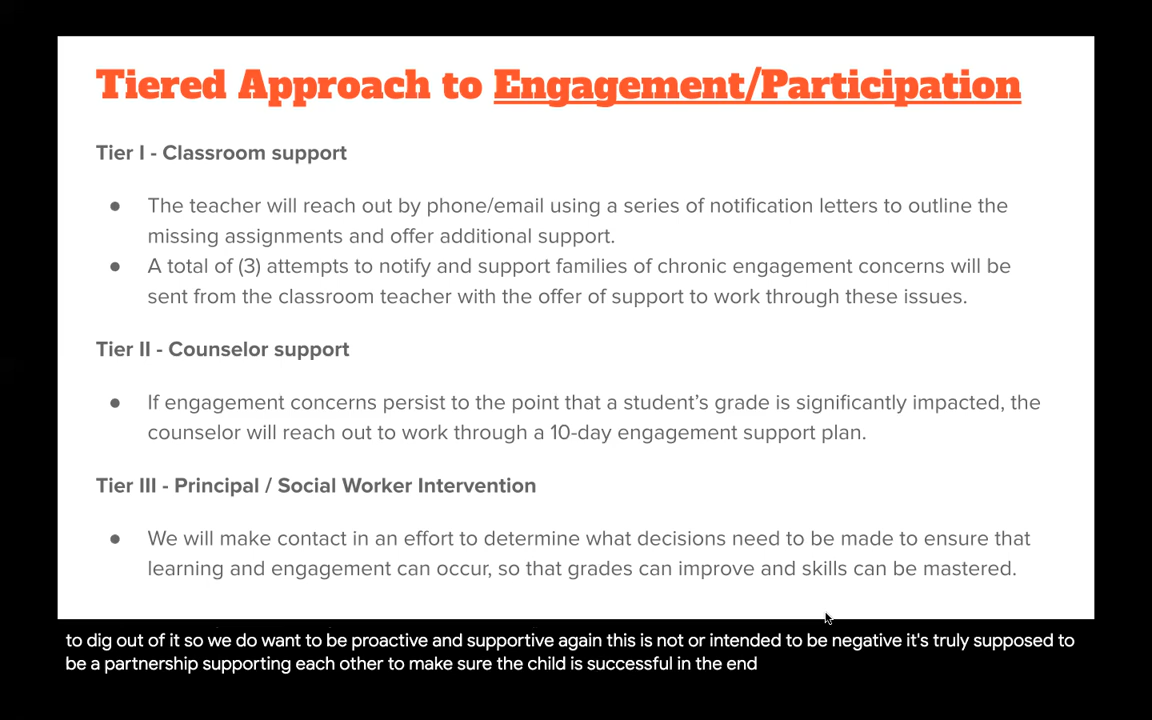 Tiered Approach to Engagement/Participation
Tier I - Classroom support
● The teacher will reach out by phone/email using a series of notification letters to outline the
missing assignments and offer additional support.
● A total of (3) attempts to notify and support families of chronic engagement concerns will be
sent from the classroom teacher with the offer of support to work through these issues.
Tier II - Counselor support
● If engagement concerns persist to the point that a student's grade is significantly impacted, the
counselor will reach out to work through a 10-day engagement support plan.
Tier III - Principal / Social Worker Intervention
● We will make contact in an effort to determine what decisions need to be made to ensure that
learning and engagement can occur, so that grades can improve and skills can be mastered.
to dig out of it so we do want to be proactive and supportive again this is not or intended to be negative it's truly supposed to
be a partnership supporting each other to make sure the child is successful in the end